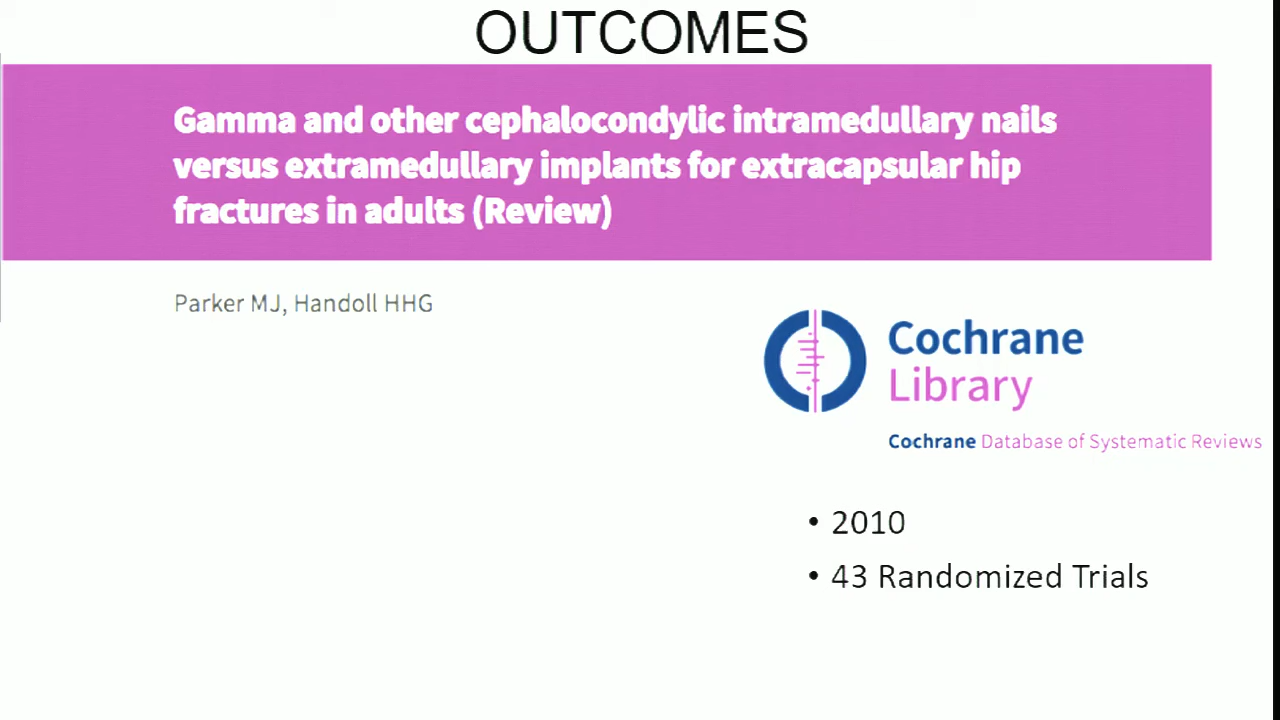 OUTCOMES
Gamma and other cephalocondylic intramedullary nails
versus extramedullary implants for extracapsular hip
fractures in adults (Review)
Parker MJ, Handoll HHG
Cochrane
Library
Cochrane Database of Systematic Reviews
• 2010
• 43 Randomized Trials